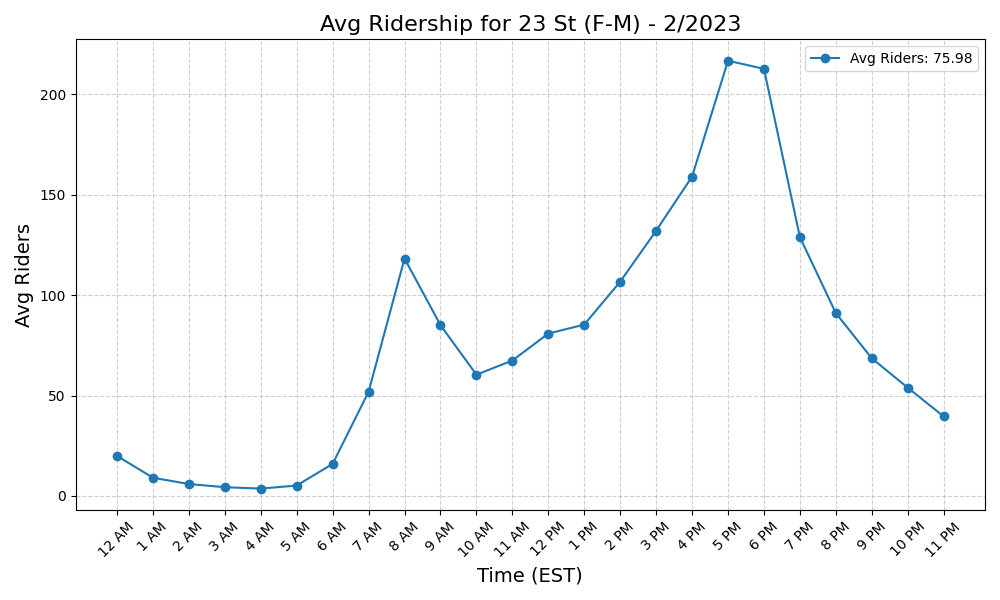 Avg Ridership for 23 St (F-M) - 2/2023
Avg Riders: 75.98
Avg Riders
200
150
100
50
0
12 AM
1 AM
2 AM
3 AM
4 AM
5 AM
6 AM
7 AM
8 AM
9 AM
10 AM
11 AM
12 PM
1 PM
2 PM
3 PM
4 PM
5 PM
6 PM
7 PM
8 PM
9 PM
10 PM
11 PM
Time (EST)